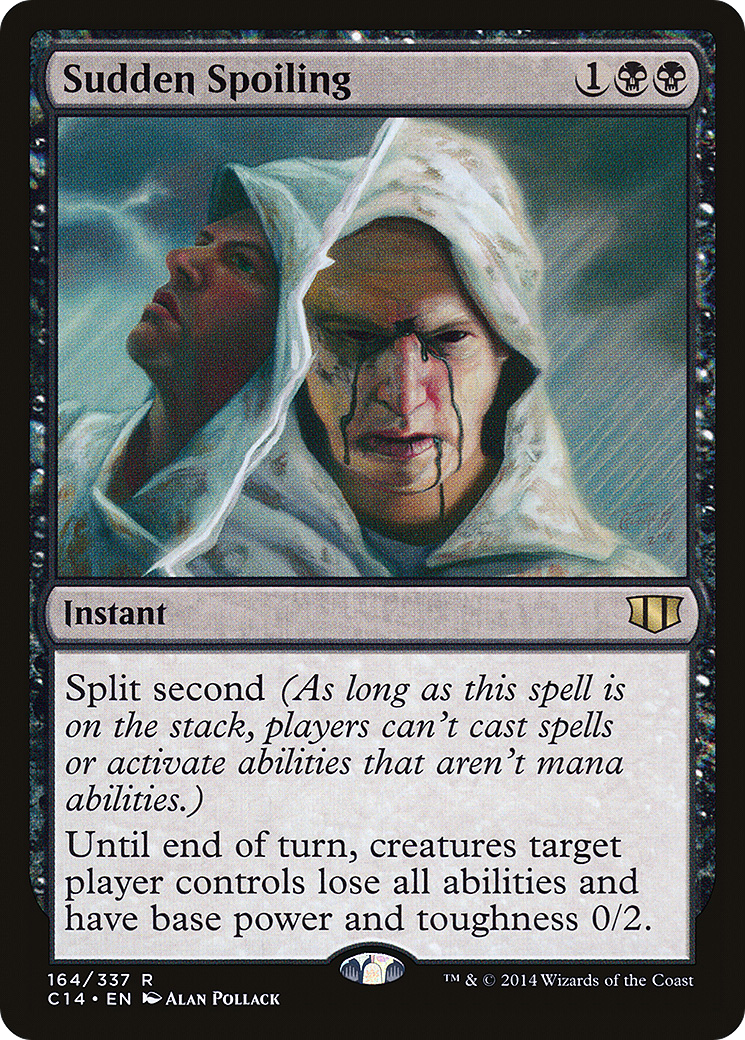 Sudden Spoiling 1
Instant
Split second (As long as this spell is
on the stack, players can't cast spells
or activate abilities that aren't mana
abilities.)
Until end of turn, creatures target
player controls lose all abilities and
have base power and toughness 0/2.
164/337 R
™ & © 2014 Wizards of the Coast
C14 • EN Alan Pollack